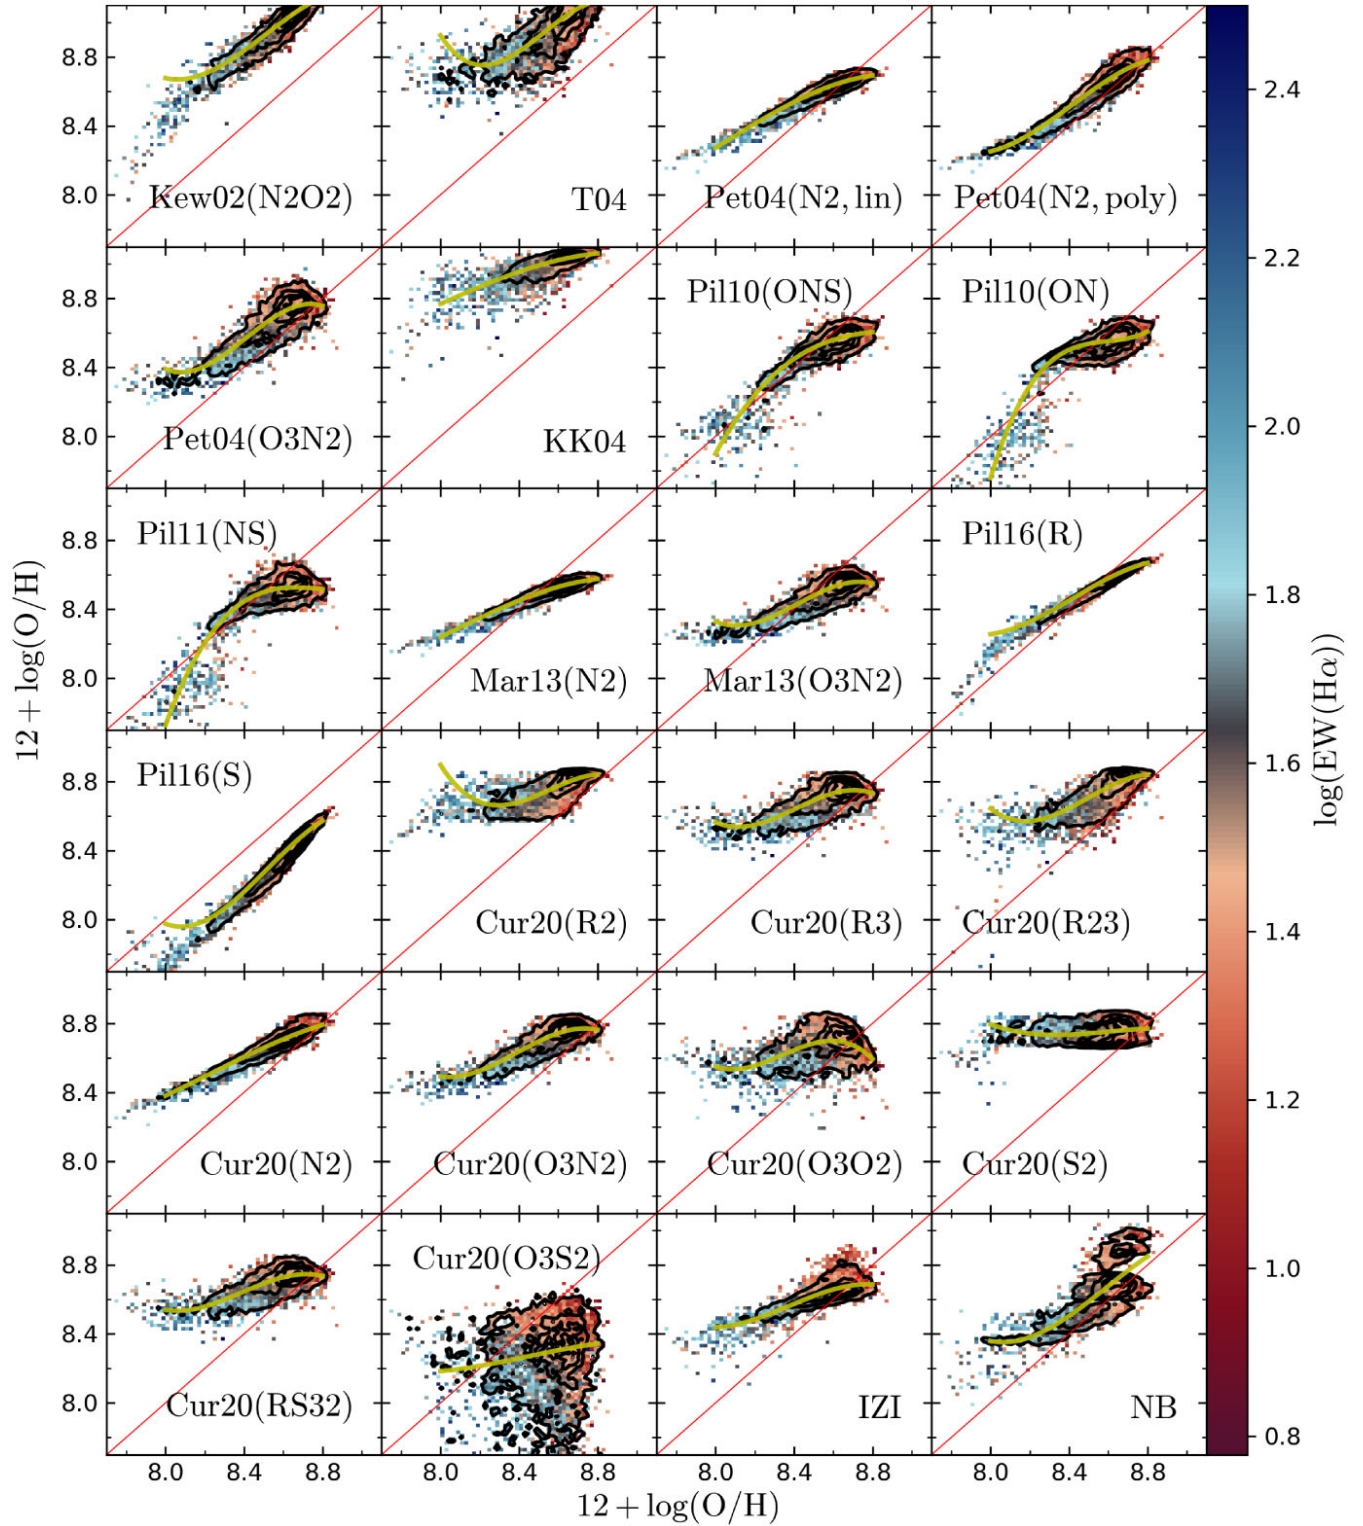 8.8
8.4
8.0
Kew02(N2O2)
T04
Pet04(N2, lin)
Pet04(N2, poly)
2.4
2.2
8.8
8.4
8.0
Pet04(O3N2)
KK04
Pil10(ONS)
Pil10(ON)
2.0
8.8
8.4
8.0
Pil11(NS)
Mar13(N2)
Mar13(O3N2)
Pil16(R)
1.8
12 + log(O/H)
log(EW(Hα))
8.8
8.4
8.0
Pil16(S)
Cur20(R2)
Cur20(R3)
Cur20(R23)
1.6
1.4
8.8
8.4
8.0
Cur20(N2)
Cur20(O3N2)
Cur20(O3O2)
Cur20(S2)
1.2
8.8
8.4
8.0
Cur20(RS32)
Cur20(O3S2)
IZI
NB
1.0
0.8
8.0 8.4 8.8 8.0 8.4 8.8 8.0 8.4 8.8 8.0 8.4 8.8
12 + log(O/H)